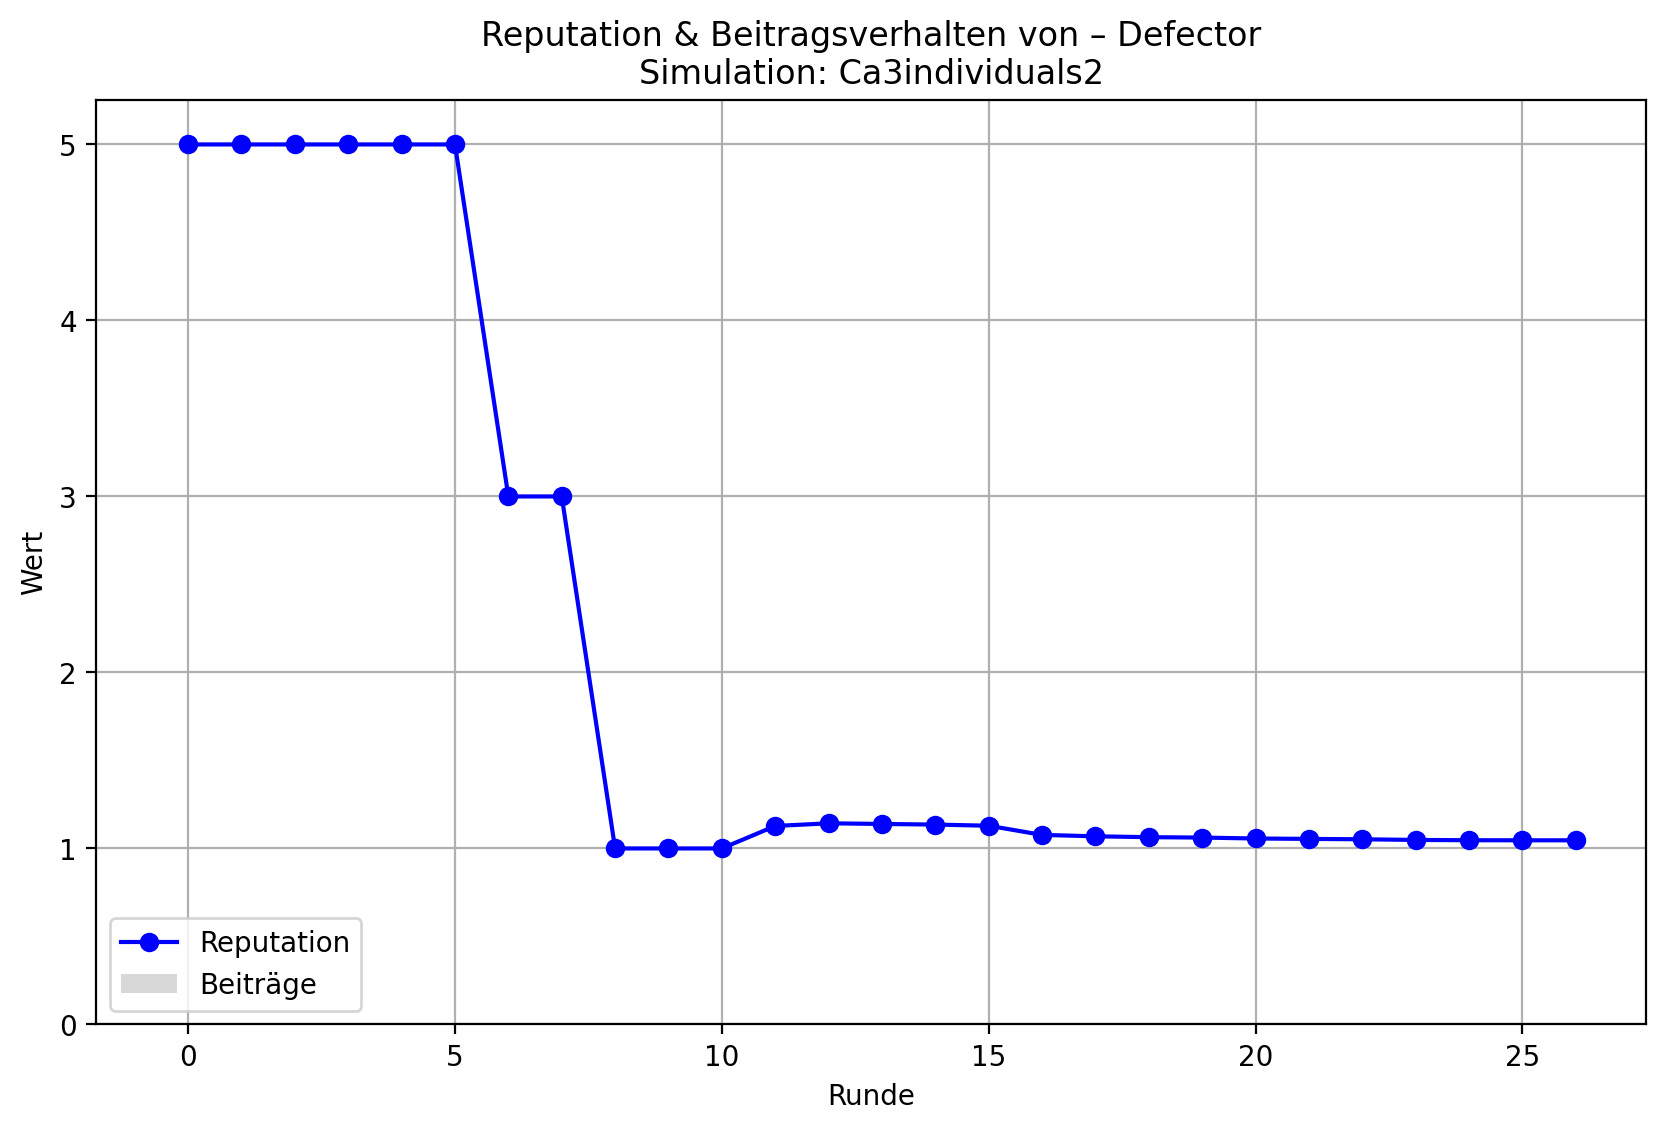 Reputation & Beitragsverhalten von – Defector
Simulation: Ca3individuals2
5
4
3
2
1
0
Wert
Reputation
Beiträge
0 5 10 15 20 25
Runde